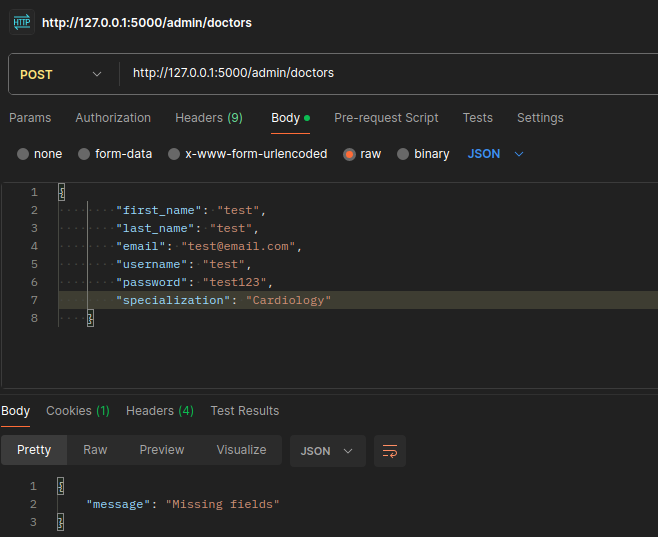 HTTP http://127.0.0.1:5000/admin/doctors
POST http://127.0.0.1:5000/admin/doctors
Params Authorization Headers (9) Body Pre-request Script Tests Settings
none form-data x-www-form-urlencoded raw binary JSON
1 {
2 "first_name": "test",
3 "last_name": "test",
4 "email": "test@email.com",
5 "username": "test",
6 "password": "test123",
7 "specialization": "Cardiology"
8 }
Body Cookies (1) Headers (4) Test Results
Pretty Raw Preview Visualize JSON
1 {
2 "message": "Missing fields"
3 }